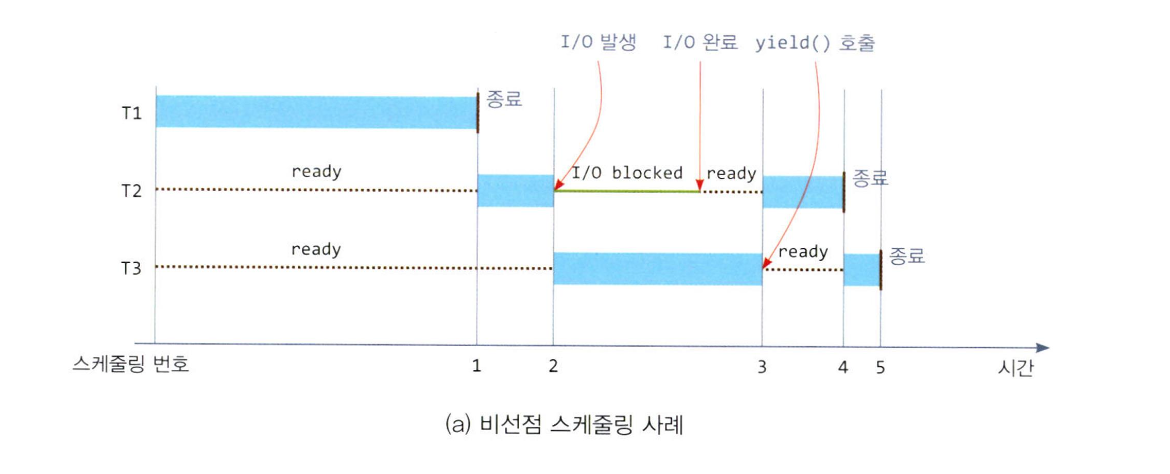 I/O 발생 I/O 완료 yield() 호출
T1 종료
ready I/O blocked ready
T2 종료
ready ready
T3 종료
스케줄링 번호 1 2 3 4 5 시간
(a) 비선점 스케줄링 사례